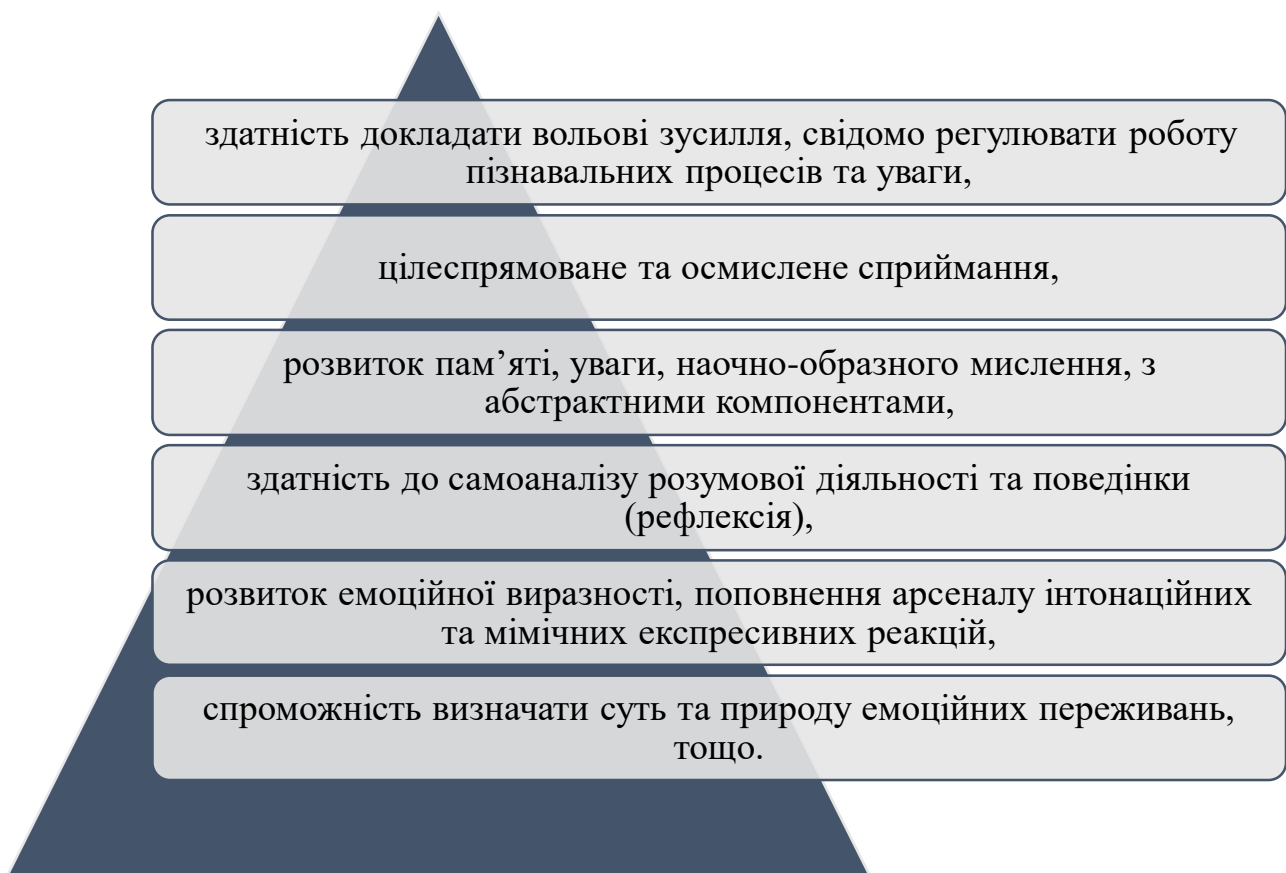 здатність докладати вольові зусилля, свідомо регулювати роботу
пізнавальних процесів та уваги,
цілеспрямоване та осмислене сприймання,
розвиток пам’яті, уваги, наочно-образного мислення, з
абстрактними компонентами,
здатність до самоаналізу розумової діяльності та поведінки
(рефлексія),
розвиток емоційної виразності, поповнення арсеналу інтонаційних
та мімічних експресивних реакцій,
спроможність визначати суть та природу емоційних переживань,
тощо.